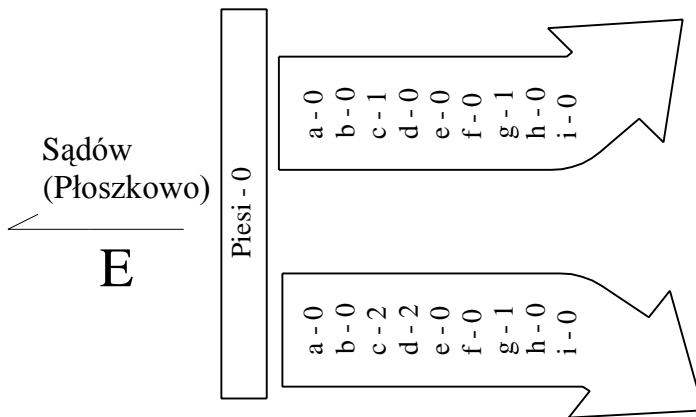 Sądów
(Płoszkowo)
E
Piesi - 0
a - 0
b - 0
c - 1
d - 0
e - 0
f - 0
g - 1
h - 0
i - 0
a - 0
b - 0
c - 2
d - 2
e - 0
f - 0
g - 1
h - 0
i - 0